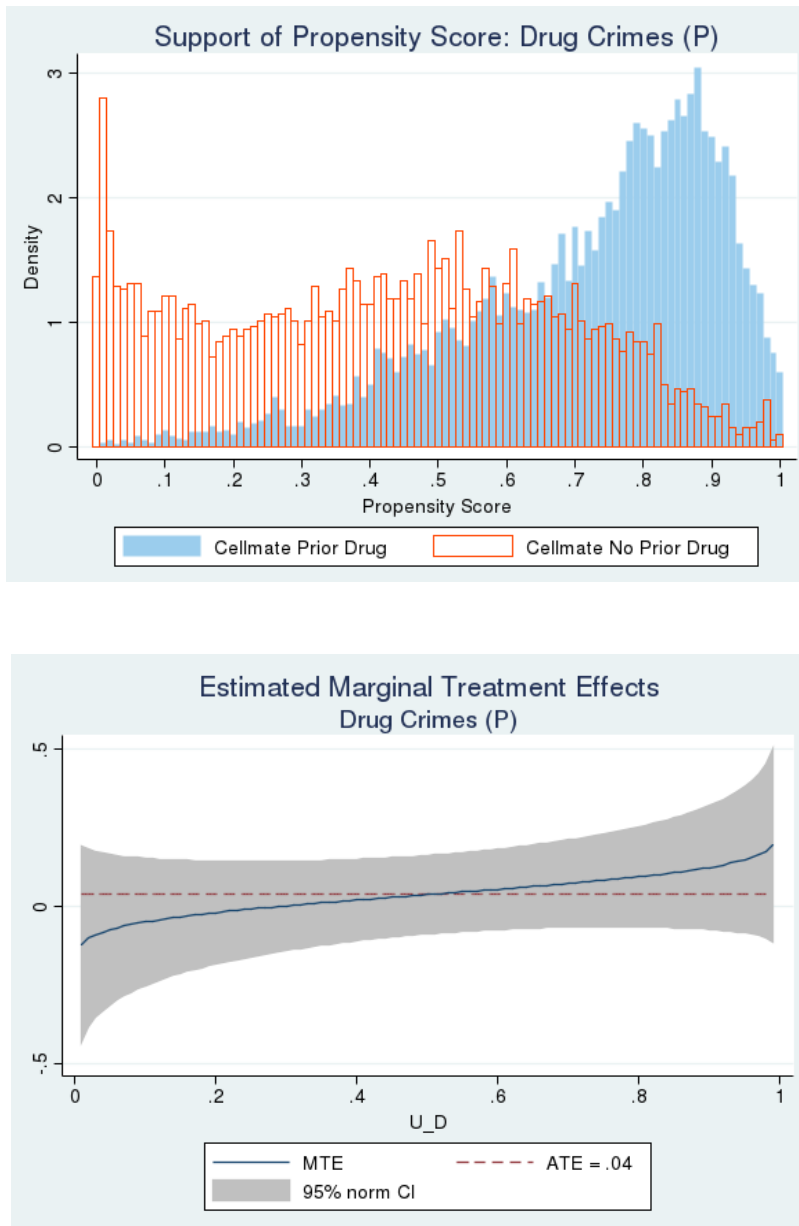 Support of Propensity Score: Drug Crimes (P)
3
2
1
0
Density
0 .1 .2 .3 .4 .5 .6 .7 .8 .9 1
Propensity Score
Cellmate Prior Drug Cellmate No Prior Drug
Estimated Marginal Treatment Effects
Drug Crimes (P)
.5
0
-.5
0 .2 .4 .6 .8 1
U_D
MTE ATE = .04
95% norm CI